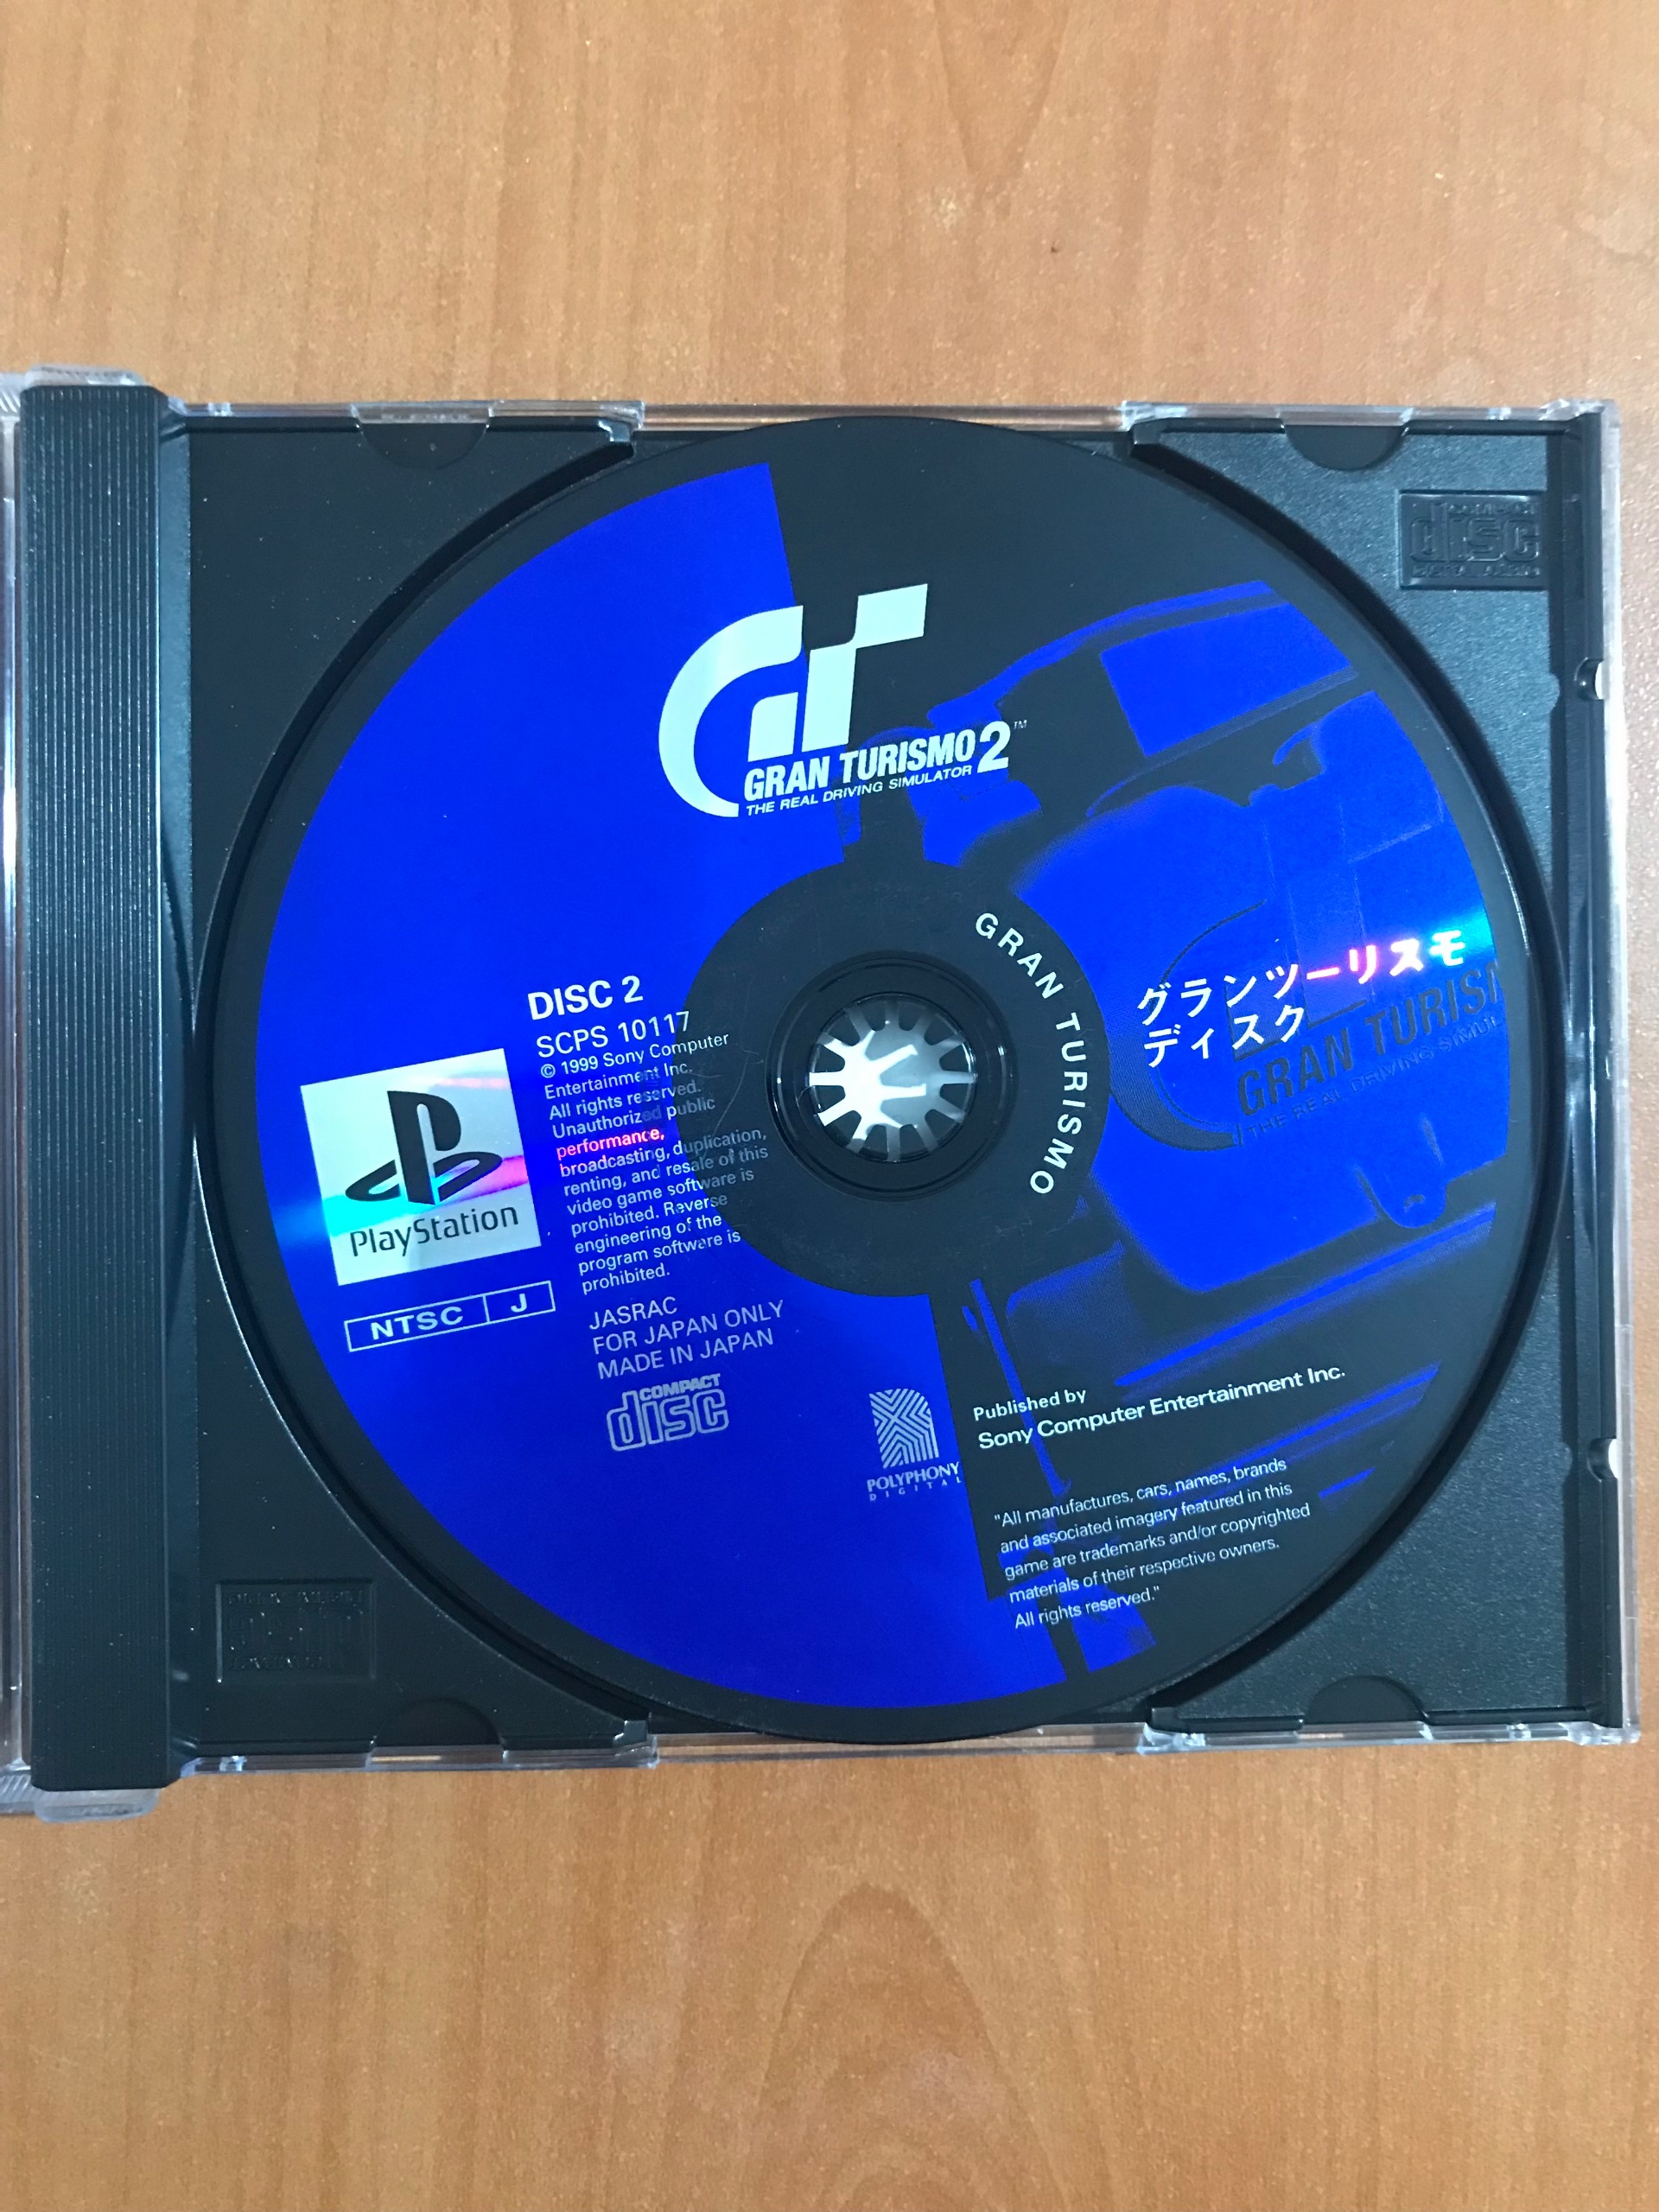 GT
GRAN TURISMO 2™
THE REAL DRIVING SIMULATOR
DISC 2
SCPS 10117
© 1999 Sony Computer
Entertainment Inc.
All rights reserved.
Unauthorized public
performance,
broadcasting, duplication,
renting, and resale of this
video game software is
prohibited. Reverse
engineering of the
program software is
prohibited.
JASRAC
FOR JAPAN ONLY
MADE IN JAPAN
COMPACT
disc
PlayStation
NTSC J
GRAN TURISMO
グランツーリスモ
ディスク
GRAN TURISM
THE REAL DRIVING SIMUL
POLYPHONY
DIGITAL
Published by
Sony Computer Entertainment Inc.
"All manufactures, cars, names, brands
and associated imagery featured in this
game are trademarks and/or copyrighted
materials of their respective owners.
All rights reserved."
disc